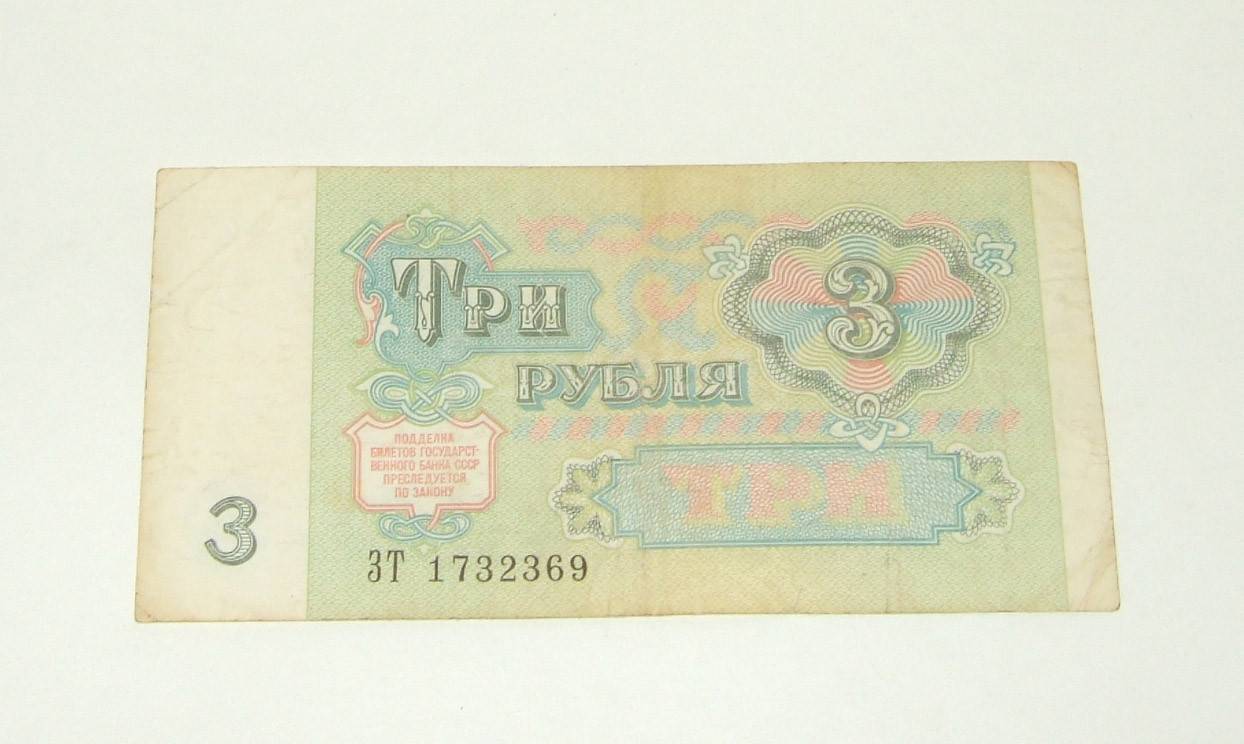 Три
РУБЛЯ
3
ПОДДЕЛКА
БИЛЕТОВ ГОСУДАРСТ-
ВЕННОГО БАНКА СССР
ПРЕСЛЕДУЕТСЯ
ПО ЗАКОНУ
ТРИ
3
ЗТ 1732369